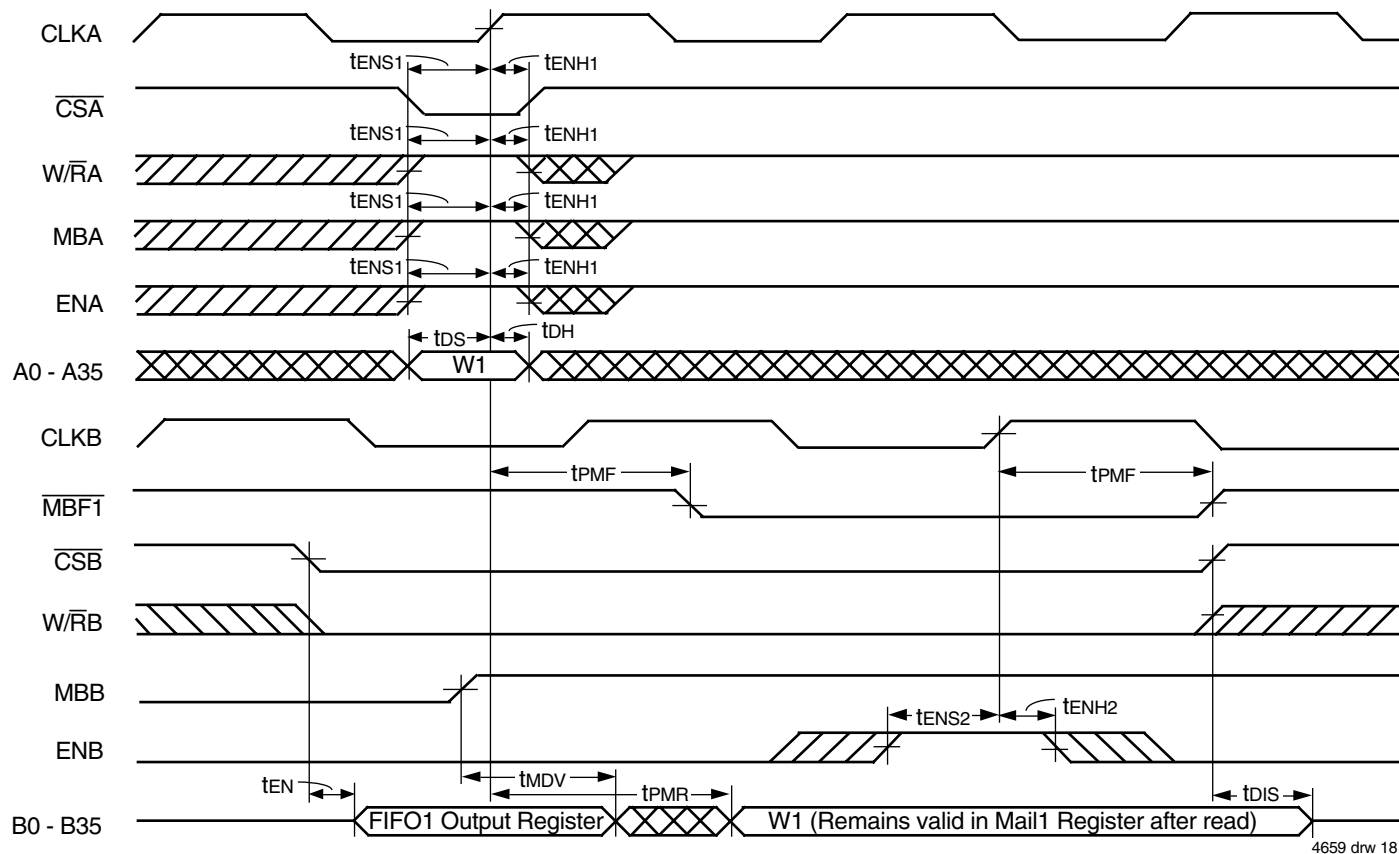 CLKA
tENS1 tENH1
CSA
tENS1 tENH1
W/RA
tENS1 tENH1
MBA
tENS1 tENH1
ENA
tDS tDH
A0 - A35 W1
CLKB
tPMF tPMF
MBF1
CSB
W/RB
MBB
tENS2 tENH2
ENB
tEN tMDV tPMR tDIS
B0 - B35 FIFO1 Output Register W1 (Remains valid in Mail1 Register after read)
4659 drw 18